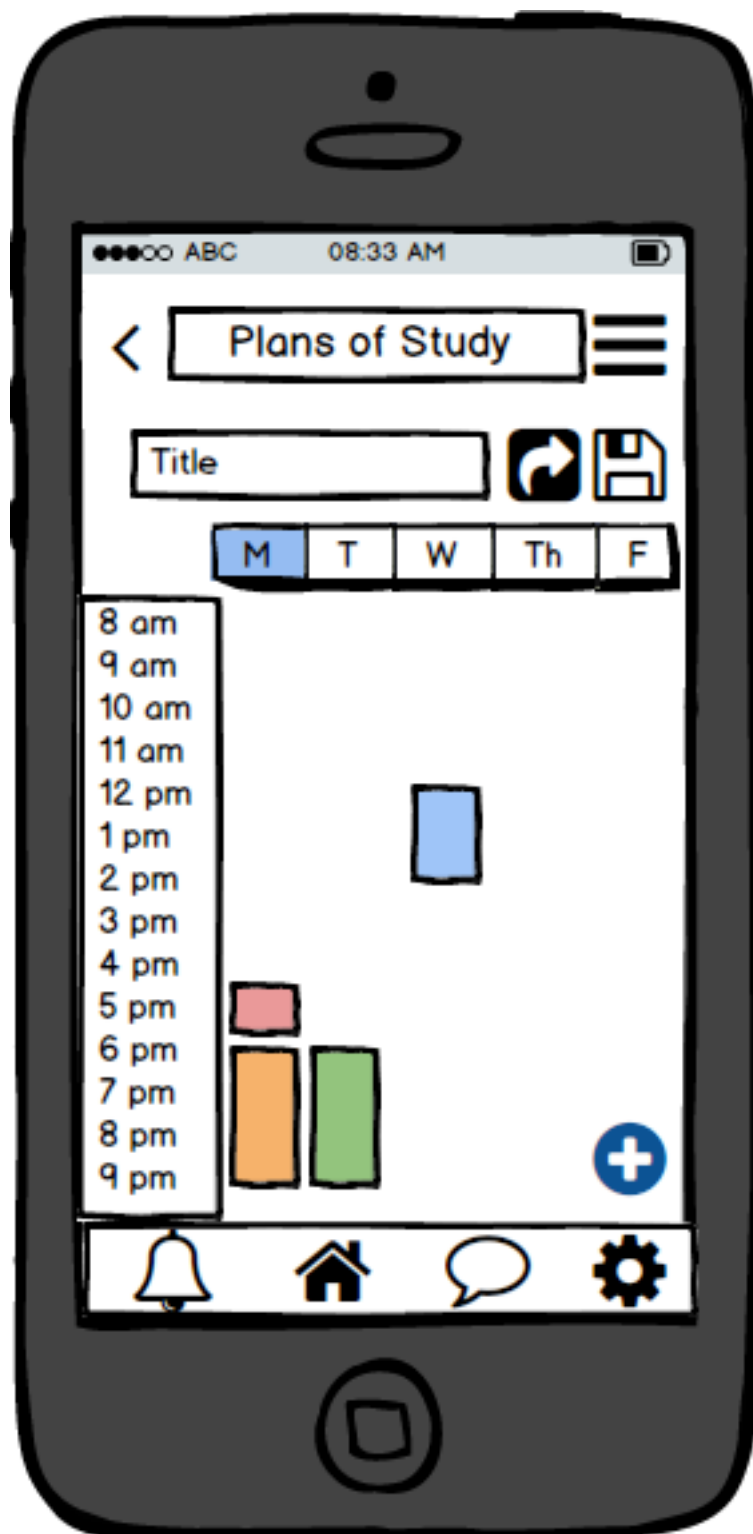 ABC 08:33 AM
Plans of Study
Title
M T W Th F
8 am
9 am
10 am
11 am
12 pm
1 pm
2 pm
3 pm
4 pm
5 pm
6 pm
7 pm
8 pm
9 pm